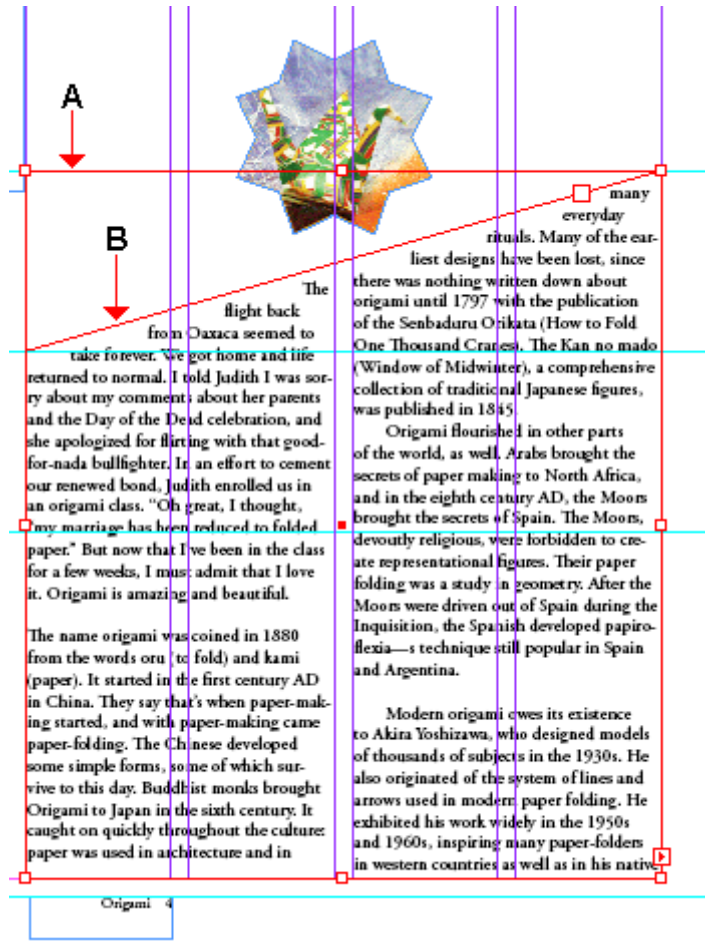 A
B
The
flight back
from Oaxaca seemed to
take forever. We got home and life
returned to normal. I told Judith I was sor-
ry about my comments about her parents
and the Day of the Dead celebration, and
she apologized for flirting with that good-
for-nada bullfighter. In an effort to cement
our renewed bond, Judith enrolled us in
an origami class. “Oh great, I thought,
“my marriage has been reduced to folded
paper.” But now that I’ve been in the class
for a few weeks, I must admit that I love
it. Origami is amazing and beautiful.
The name origami was coined in 1880
from the words oru (to fold) and kami
(paper). It started in the first century AD
in China. They say that’s when paper-mak-
ing started, and with paper-making came
paper-folding. The Chinese developed
some simple forms, some of which sur-
vive to this day. Buddhist monks brought
Origami to Japan in the sixth century. It
caught on quickly throughout the culture:
paper was used in architecture and in
many
everyday
rituals. Many of the ear-
liest designs have been lost, since
there was nothing written down about
origami until 1797 with the publication
of the Senbaduru Orikata (How to Fold
One Thousand Cranes). The Kan no mado
(Window of Midwinter), a comprehensive
collection of traditional Japanese figures,
was published in 1845.
Origami flourished in other parts
of the world, as well. Arabs brought the
secrets of paper making to North Africa,
and in the eighth century AD, the Moors
brought the secrets of Spain. The Moors,
devoutly religious, were forbidden to cre-
ate representational figures. Their paper
folding was a study in geometry. After the
Moors were driven out of Spain during the
Inquisition, the Spanish developed papiro-
flexia—s technique still popular in Spain
and Argentina.
Modern origami owes its existence
to Akira Yoshizawa, who designed models
of thousands of subjects in the 1930s. He
also originated of the system of lines and
arrows used in modern paper folding. He
exhibited his work widely in the 1950s
and 1960s, inspiring many paper-folders
in western countries as well as in his native
Origami 4